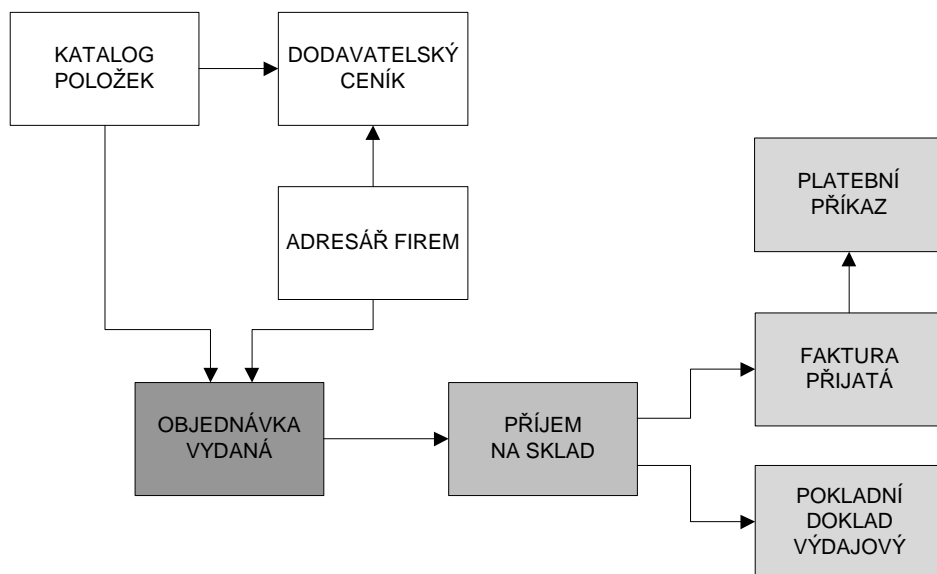 KATALOG
POLOŽEK
DODAVATELSKÝ
CENÍK
PLATEBNÍ
PŘÍKAZ
ADRESÁŘ FIREM
FAKTURA
PŘIJATÁ
OBJEDNÁVKA
VYDANÁ
PŘÍJEM
NA SKLAD
POKLADNÍ
DOKLAD
VÝDAJOVÝ